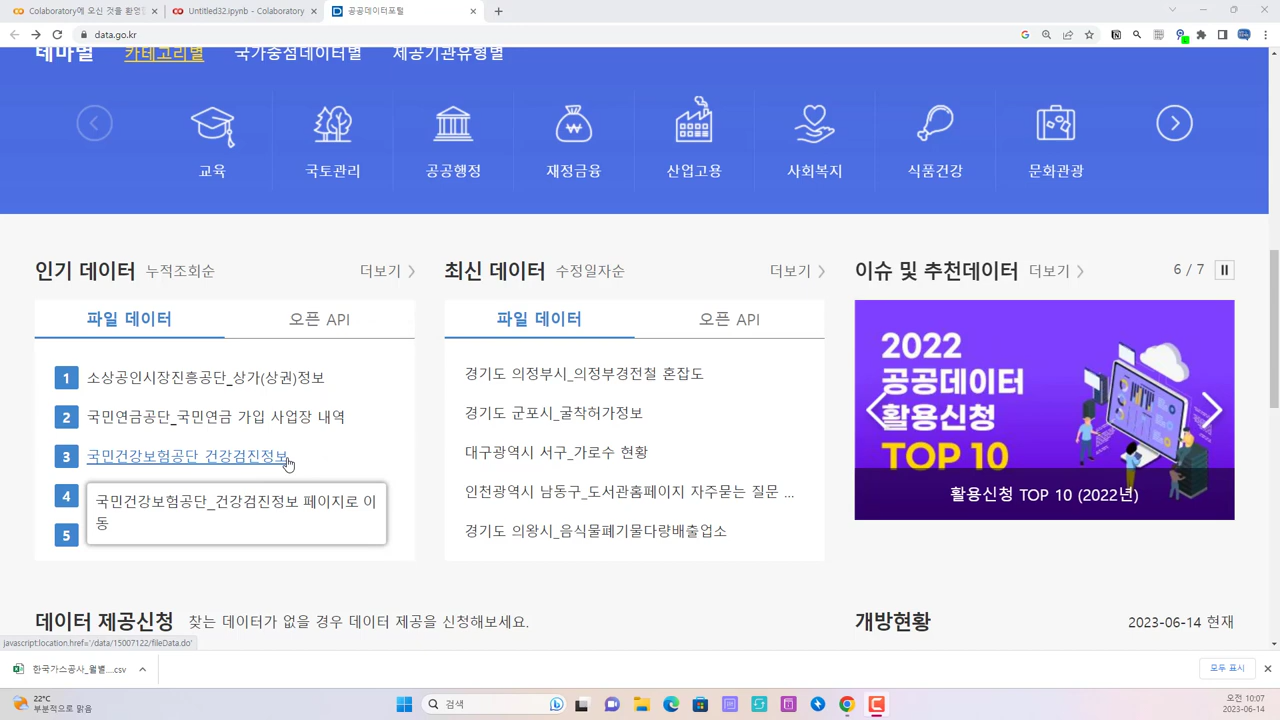 Colaboratory에 오신 것을 환영합
Untitled32.ipynb - Colaboratory
공공데이터포털
data.go.kr
테마별 카테고리별 국가중점데이터별 제공기관유형별
교육 국토관리 공공행정 재정금융 산업고용 사회복지 식품건강 문화관광
인기 데이터 누적조회순 더보기
파일 데이터 오픈 API
1 소상공인시장진흥공단_상가(상권)정보
2 국민연금공단_국민연금 가입 사업장 내역
3 국민건강보험공단_건강검진정보
4
5
국민건강보험공단_건강검진정보 페이지로 이
동
최신 데이터 수정일자순 더보기
파일 데이터 오픈 API
경기도 의정부시_의정부경전철 혼잡도
경기도 군포시_굴착허가정보
대구광역시 서구_가로수 현황
인천광역시 남동구_도서관홈페이지 자주묻는 질문 ...
경기도 의왕시_음식물폐기물다량배출업소
이슈 및 추천데이터 더보기 6 / 7
2022
공공데이터
활용신청
TOP 10
활용신청 TOP 10 (2022년)
데이터 제공신청 찾는 데이터가 없을 경우 데이터 제공을 신청해보세요.
개방현황 2023-06-14 현재
javascript:location.href='/data/15007122/fileData.do'
한국가스공사_월별....csv
모두 표시
22°C
부분적으로 맑음
검색
오전 10:07
2023-06-14